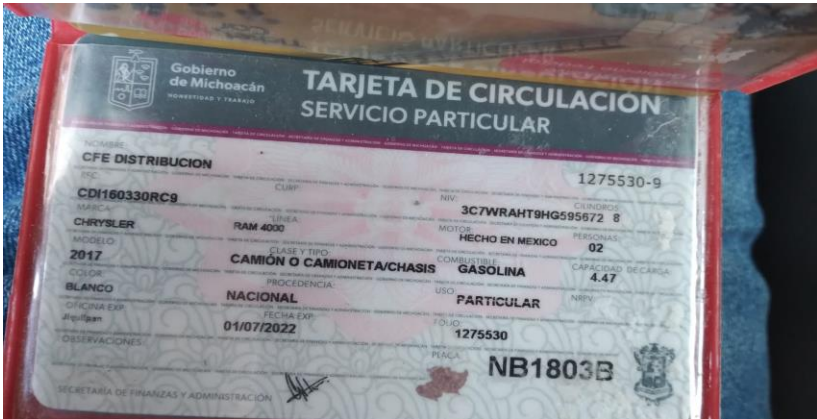 Gobierno
de Michoacán
HONESTIDAD Y TRABAJO
TARJETA DE CIRCULACIÓN
SERVICIO PARTICULAR
NOMBRE:
CFE DISTRIBUCION
1275530-9
RFC:
CURP
NIV:
CILINDROS
CDI160330RC9
3C7WRAHT9HG595672 8
MARCA:
LINEA:
MOTOR:
PERSONAS:
CHRYSLER
RAM 4000
HECHO EN MEXICO
02
MODELO:
CLASE Y TIPO:
COMBUSTIBLE:
CAPACIDAD DE CARGA:
2017
CAMIÓN O CAMIONETA/CHASIS
GASOLINA
4.47
COLOR:
PROCEDENCIA:
USO:
NRPV:
BLANCO
NACIONAL
PARTICULAR
OFICINA EXP
FECHA EXP:
FOLIO:
Jiquilpan
01/07/2022
1275530
OBSERVACIONES:
PLACA:
NB1803B
SECRETARÍA DE FINANZAS Y ADMINISTRACIÓN